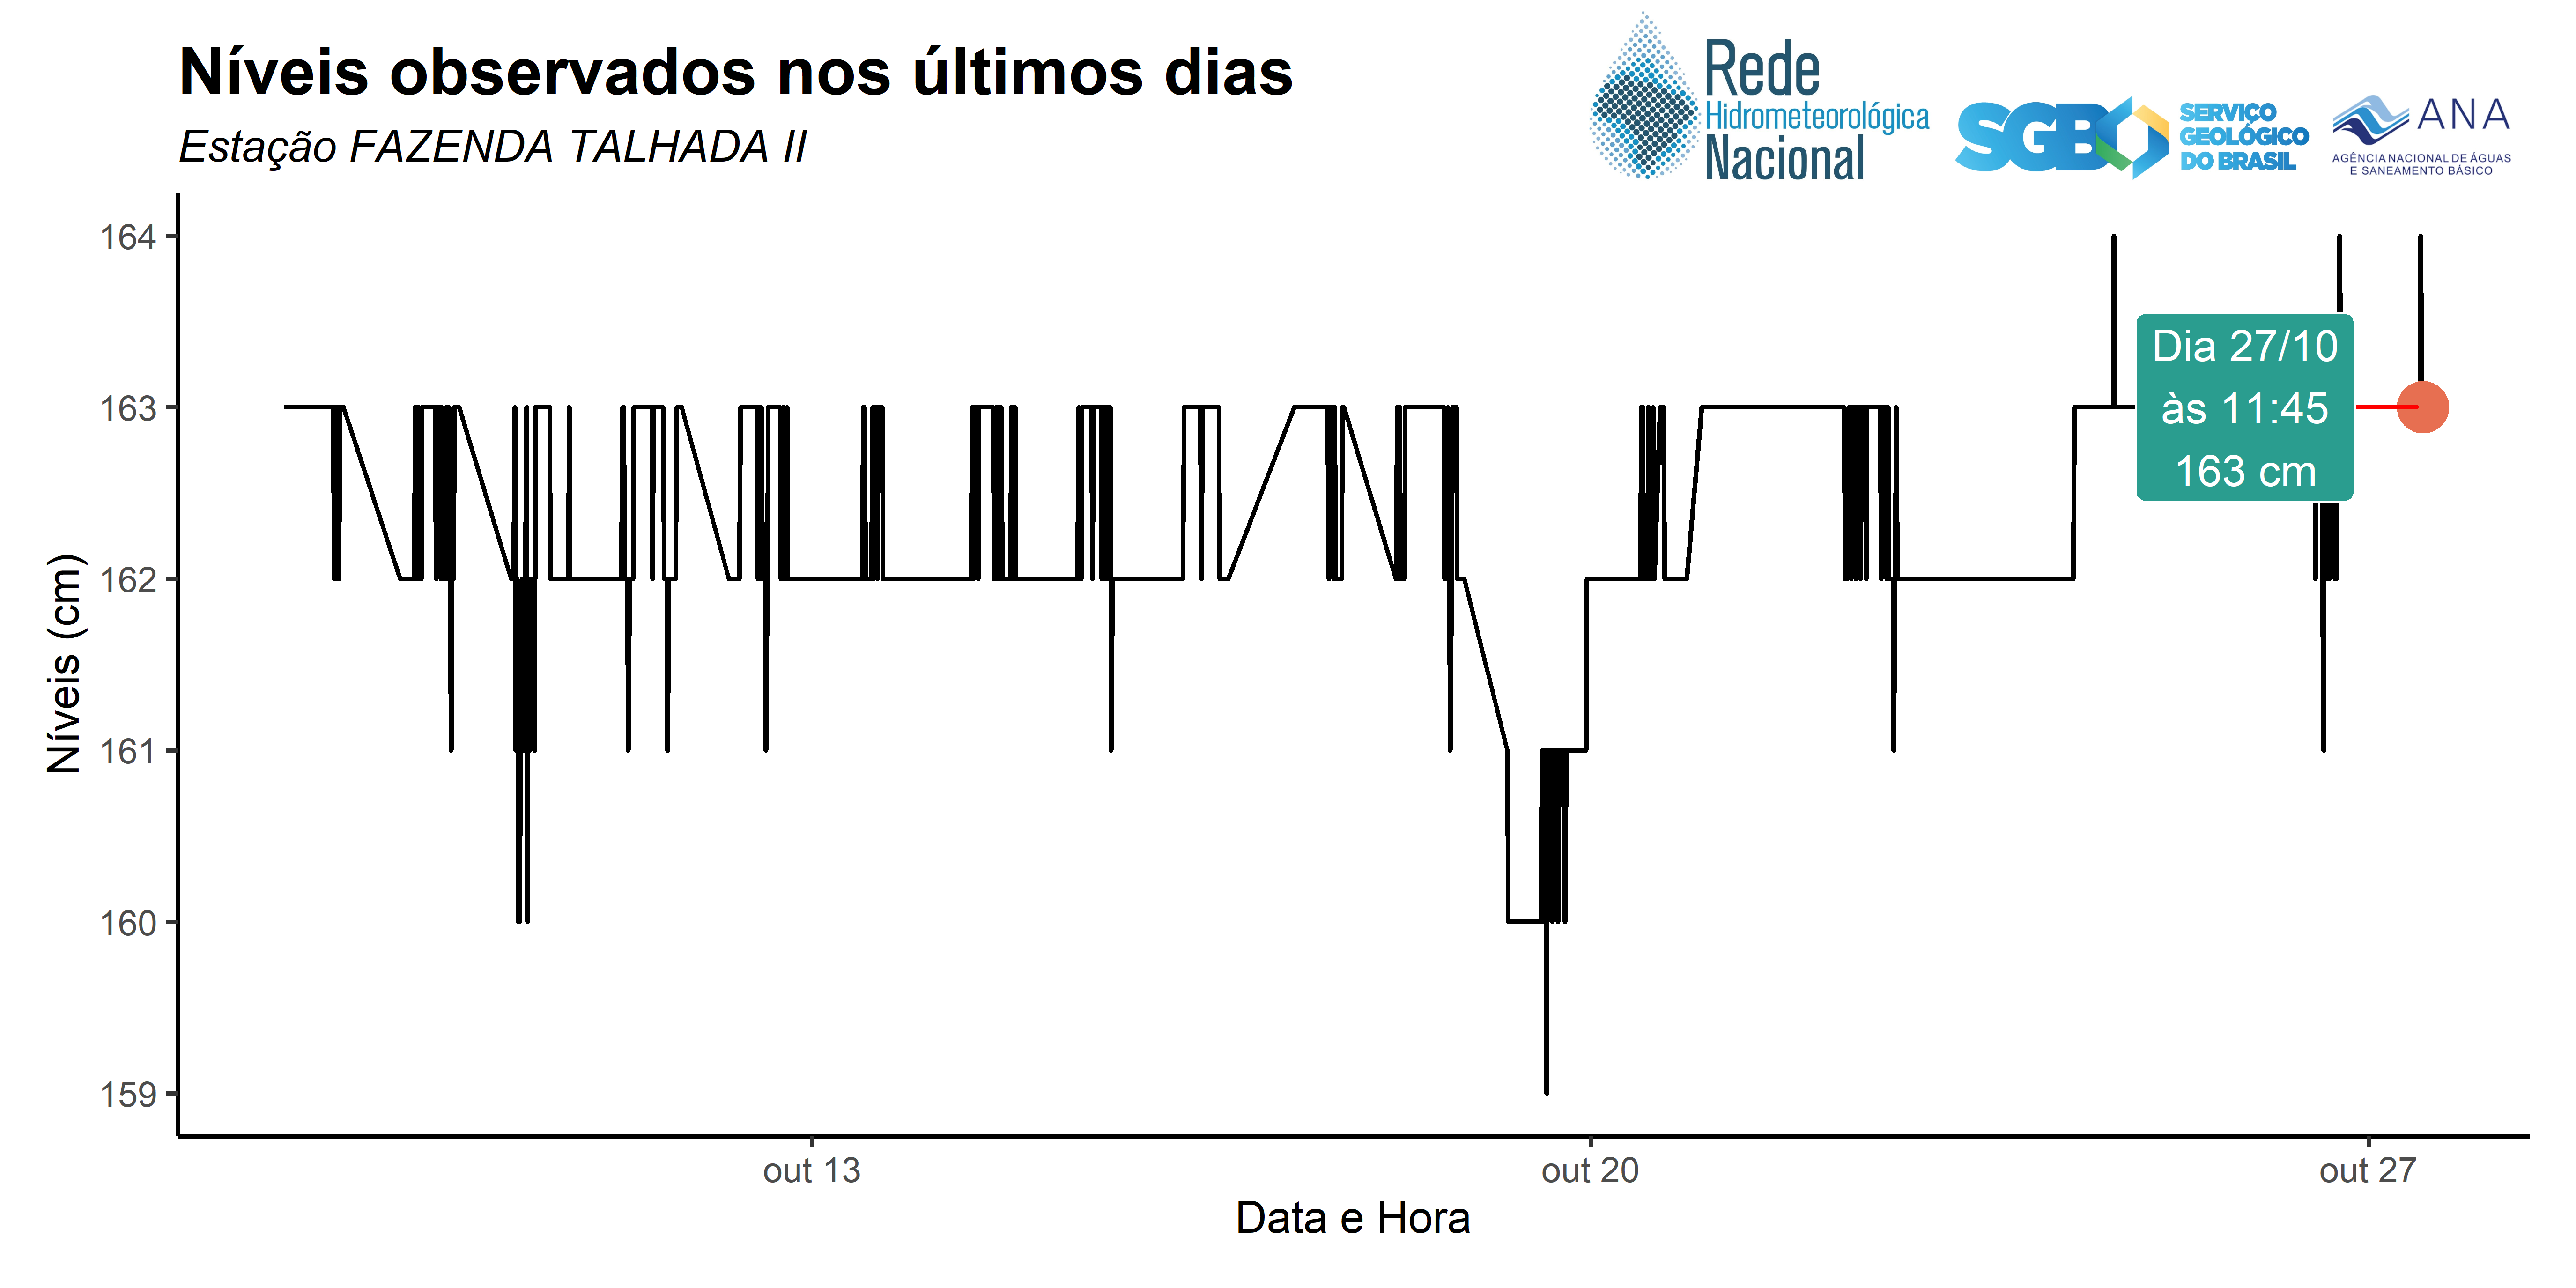 Níveis observados nos últimos dias
Estação FAZENDA TALHADA II
Rede
Hidrometeorológica
Nacional
SGB
SERVIÇO
GEOLÓGICO
DO BRASIL
ANA
AGÊNCIA NACIONAL DE ÁGUAS
E SANEAMENTO BÁSICO
164
163
162
161
160
159
Níveis (cm)
Dia 27/10
às 11:45
163 cm
out 13
out 20
out 27
Data e Hora